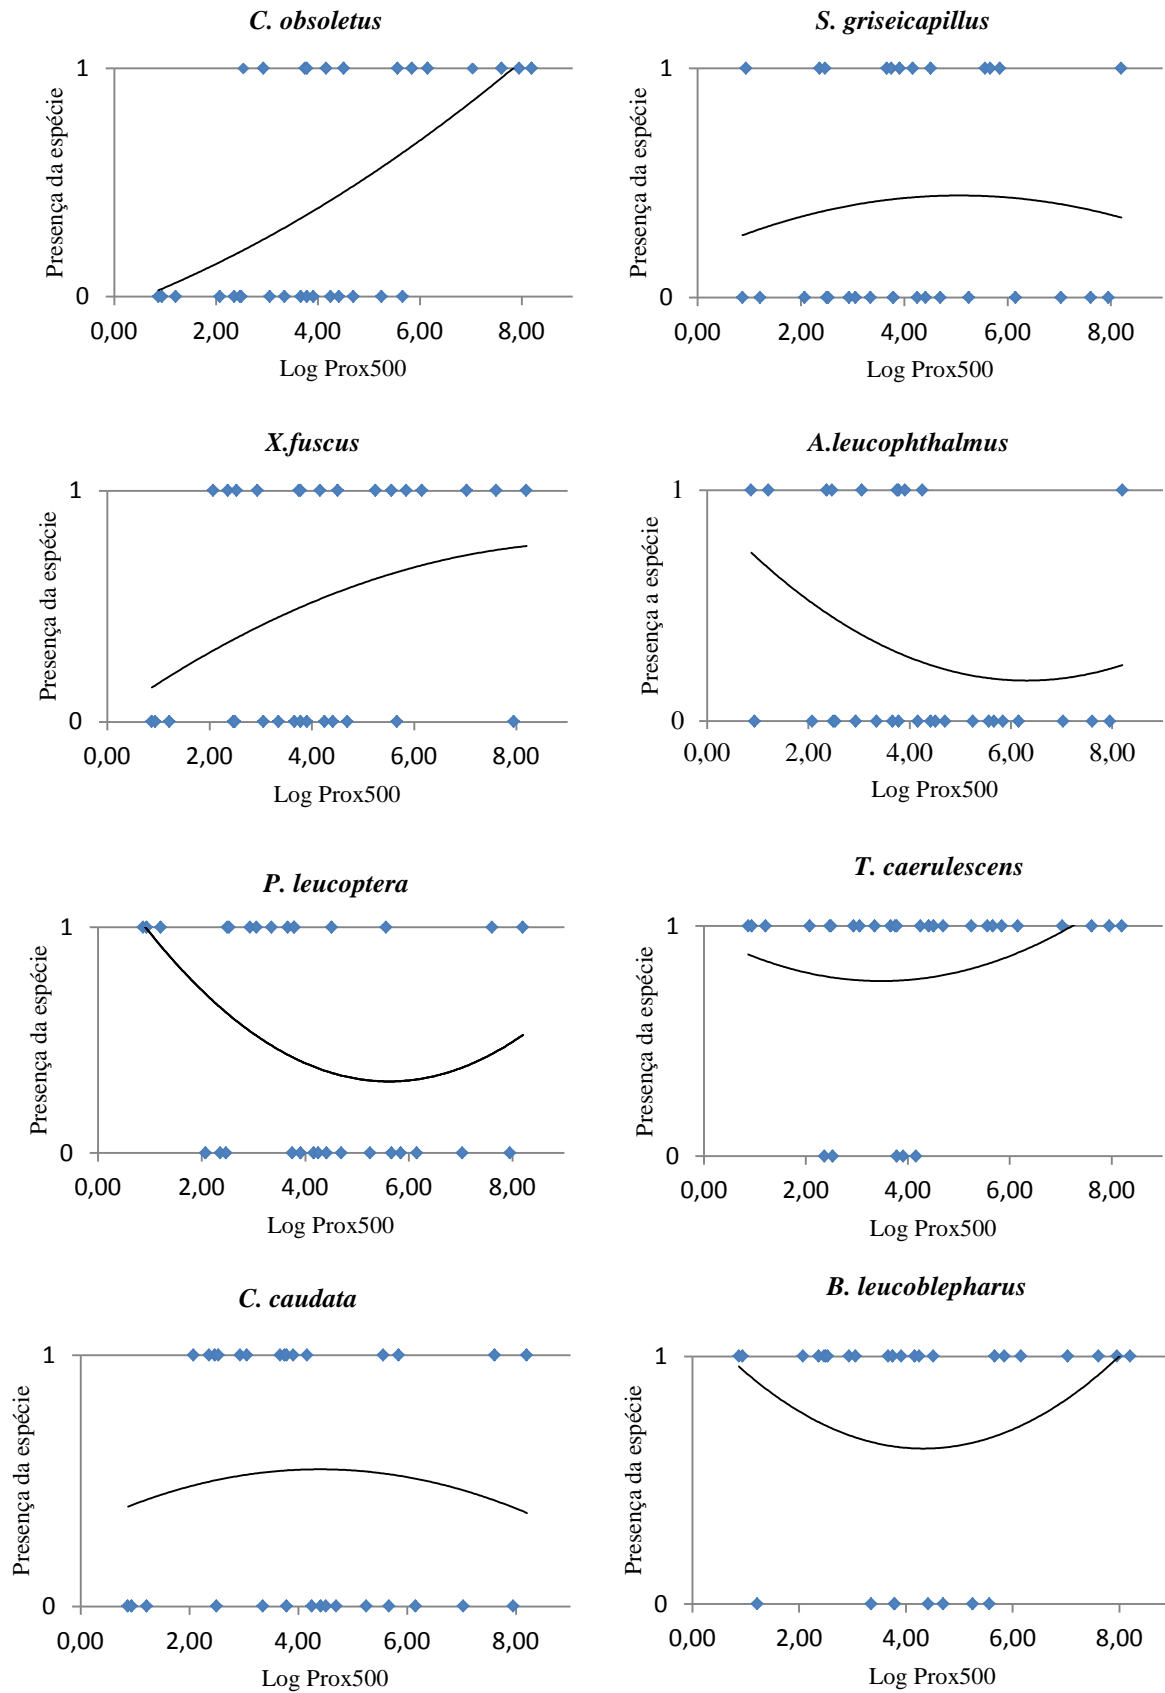 C. obsoletus
Presença da espécie
1
0
0,00 2,00 4,00 6,00 8,00
Log Prox500
S. griseicapillus
Presença da espécie
1
0
0,00 2,00 4,00 6,00 8,00
Log Prox500
X.fuscus
Presença da espécie
1
0
0,00 2,00 4,00 6,00 8,00
Log Prox500
A.leucophthalmus
Presença a espécie
1
0
0,00 2,00 4,00 6,00 8,00
Log Prox500
P. leucoptera
Presença da espécie
1
0
0,00 2,00 4,00 6,00 8,00
Log Prox500
T. caerulescens
Presença da espécie
1
0
0,00 2,00 4,00 6,00 8,00
Log Prox500
C. caudata
Presença da espécie
1
0
0,00 2,00 4,00 6,00 8,00
Log Prox500
B. leucoblepharus
Presença da espécie
1
0
0,00 2,00 4,00 6,00 8,00
Log Prox500